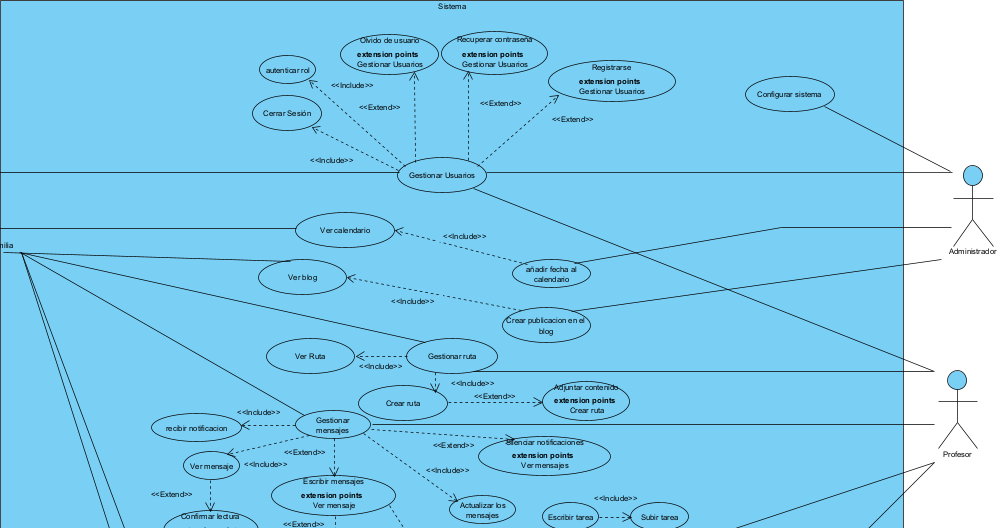 Sistema
Olvido de usuario
extension points
Gestionar Usuarios
Recuperar contraseña
extension points
Gestionar Usuarios
autenticar rol
<<Include>>
Registrarse
extension points
Gestionar Usuarios
Configurar sistema
Cerrar Sesión
<<Extend>>
<<Extend>>
<<Extend>>
<<Include>>
Gestionar Usuarios
Ver calendario
<<Include>>
milia
Administrador
Ver blog
añadir fecha al
calendario
<<Include>>
Crear publicacion en el
blog
Ver Ruta
<<Include>>
Gestionar ruta
<<Include>>
Crear ruta
<<Extend>>
Adjuntar contenido
extension points
Crear ruta
recibir notificacion
<<Include>>
Gestionar
mensajes
<<Extend>>
Silenciar notificaciones
extension points
Ver mensajes
Profesor
Ver mensaje
<<Include>>
<<Extend>>
<<Include>>
Escribir mensajes
extension points
Ver mensaje
<<Extend>>
Actualizar los
mensajes
<<Include>>
Escribir tarea
Subir tarea
Confirmar lectura
<<Extend>>